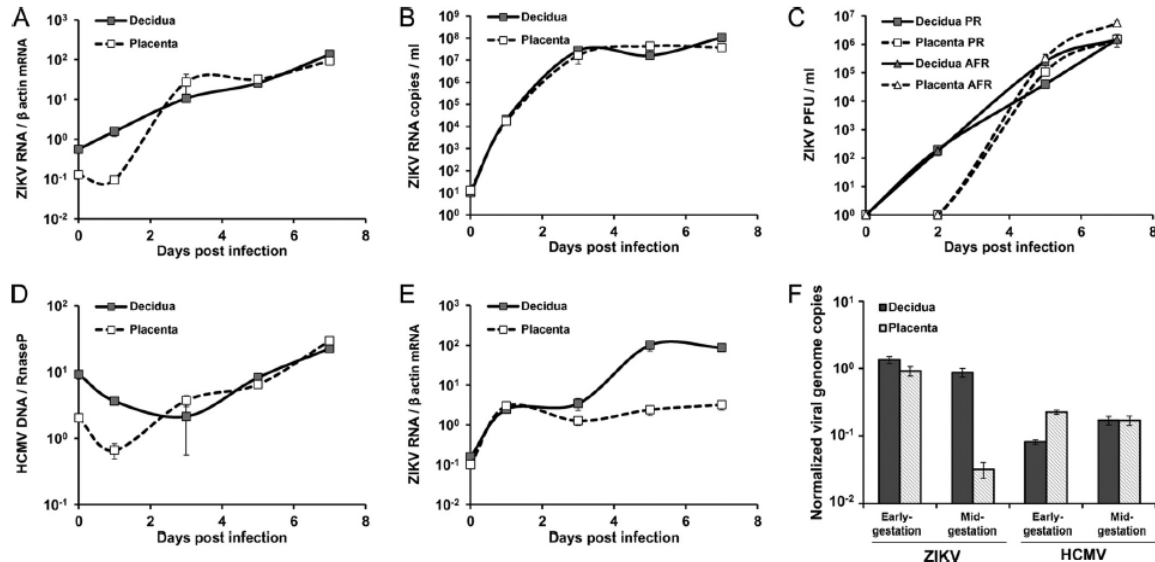 A
Decidua
Placenta
ZIKV RNA / β actin mRNA
10³
10²
10¹
10⁰
10⁻¹
10⁻²
0 2 4 6 8
Days post infection
B
Decidua
Placenta
ZIKV RNA copies / ml
10⁹
10⁸
10⁷
10⁶
10⁵
10⁴
10³
10²
10¹
10⁰
0 2 4 6 8
Days post infection
C
Decidua PR
Placenta PR
Decidua AFR
Placenta AFR
ZIKV PFU / ml
10⁷
10⁶
10⁵
10⁴
10³
10²
10¹
10⁰
0 2 4 6 8
Days post infection
D
Decidua
Placenta
HCMV DNA / RnaseP
10²
10¹
10⁰
10⁻¹
0 2 4 6 8
Days post infection
E
Decidua
Placenta
ZIKV RNA / β actin mRNA
10³
10²
10¹
10⁰
10⁻¹
10⁻²
0 2 4 6 8
Days post infection
F
Decidua
Placenta
Normalized viral genome copies
10¹
10⁰
10⁻¹
10⁻²
Early- Mid- Early- Mid-
gestation gestation gestation gestation
ZIKV HCMV